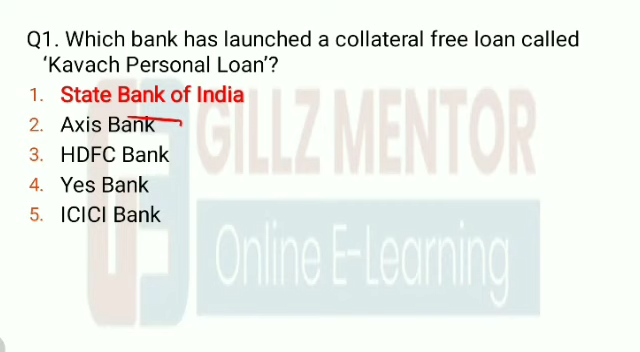 Q1. Which bank has launched a collateral free loan called
‘Kavach Personal Loan’?
1. State Bank of India
2. Axis Bank
3. HDFC Bank
4. Yes Bank
5. ICICI Bank
GILLZ MENTOR
Online E-Learning